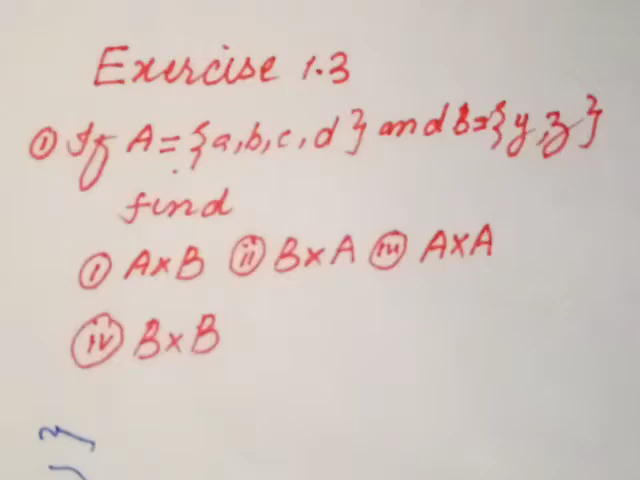 Exercise 1.3
① If A = {a, b, c, d} and B = {y, z}
find
(i) A×B (ii) B×A (iii) A×A
(iv) B×B